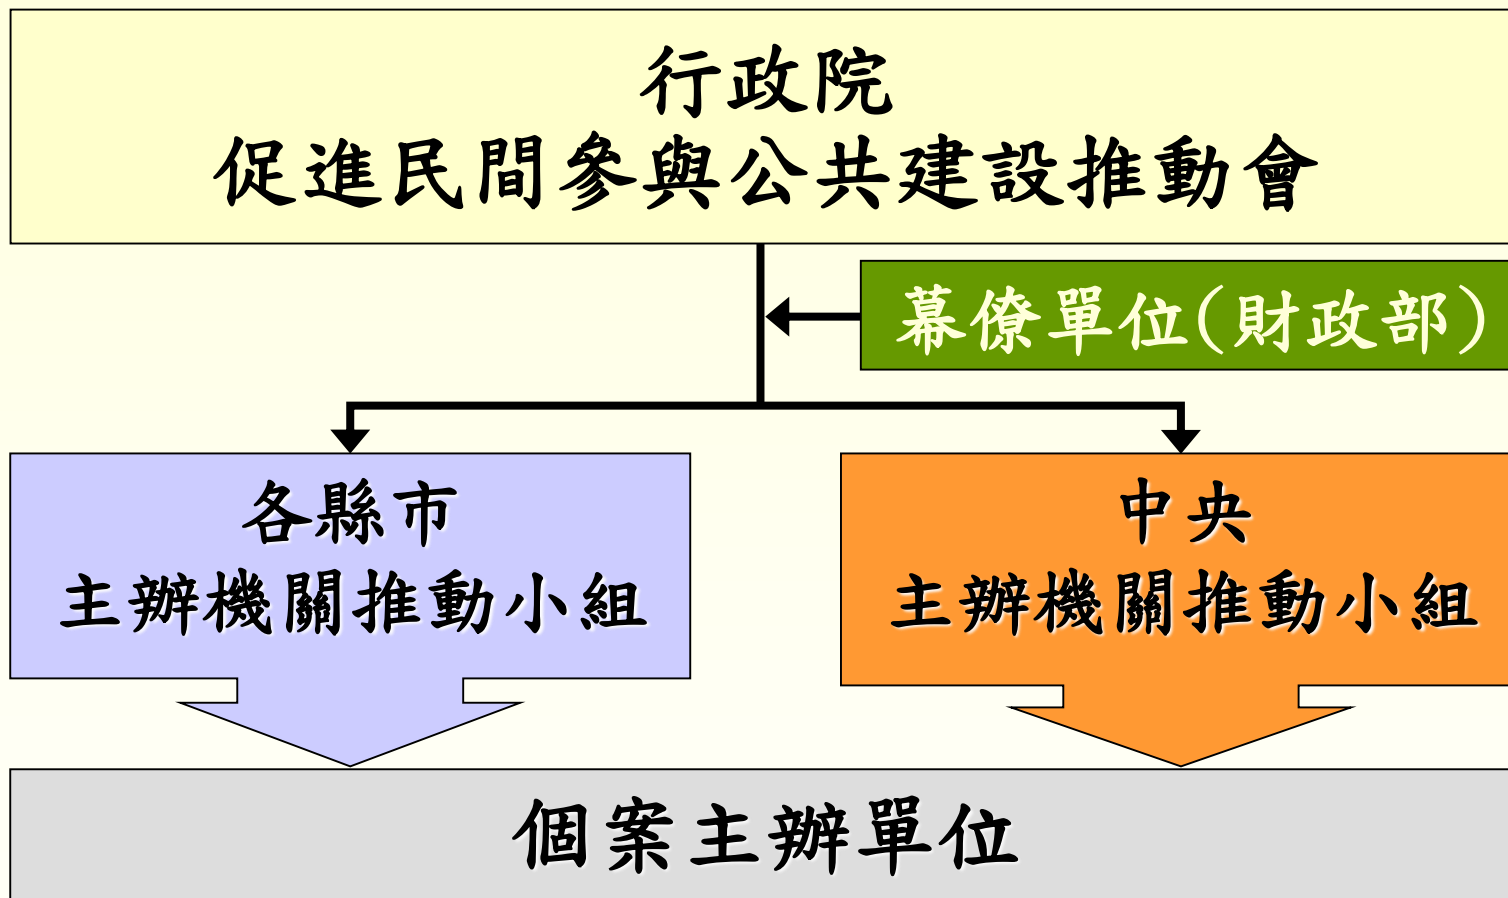 行政院
促進民間參與公共建設推動會
幕僚單位(財政部)
各縣市
主辦機關推動小組
中央
主辦機關推動小組
個案主辦單位